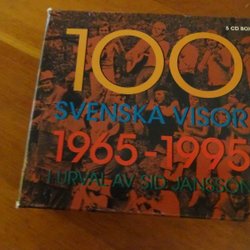 5 CD BOX
100
SVENSKA VISOR
1965-1995
I URVAL AV SID JANSSON